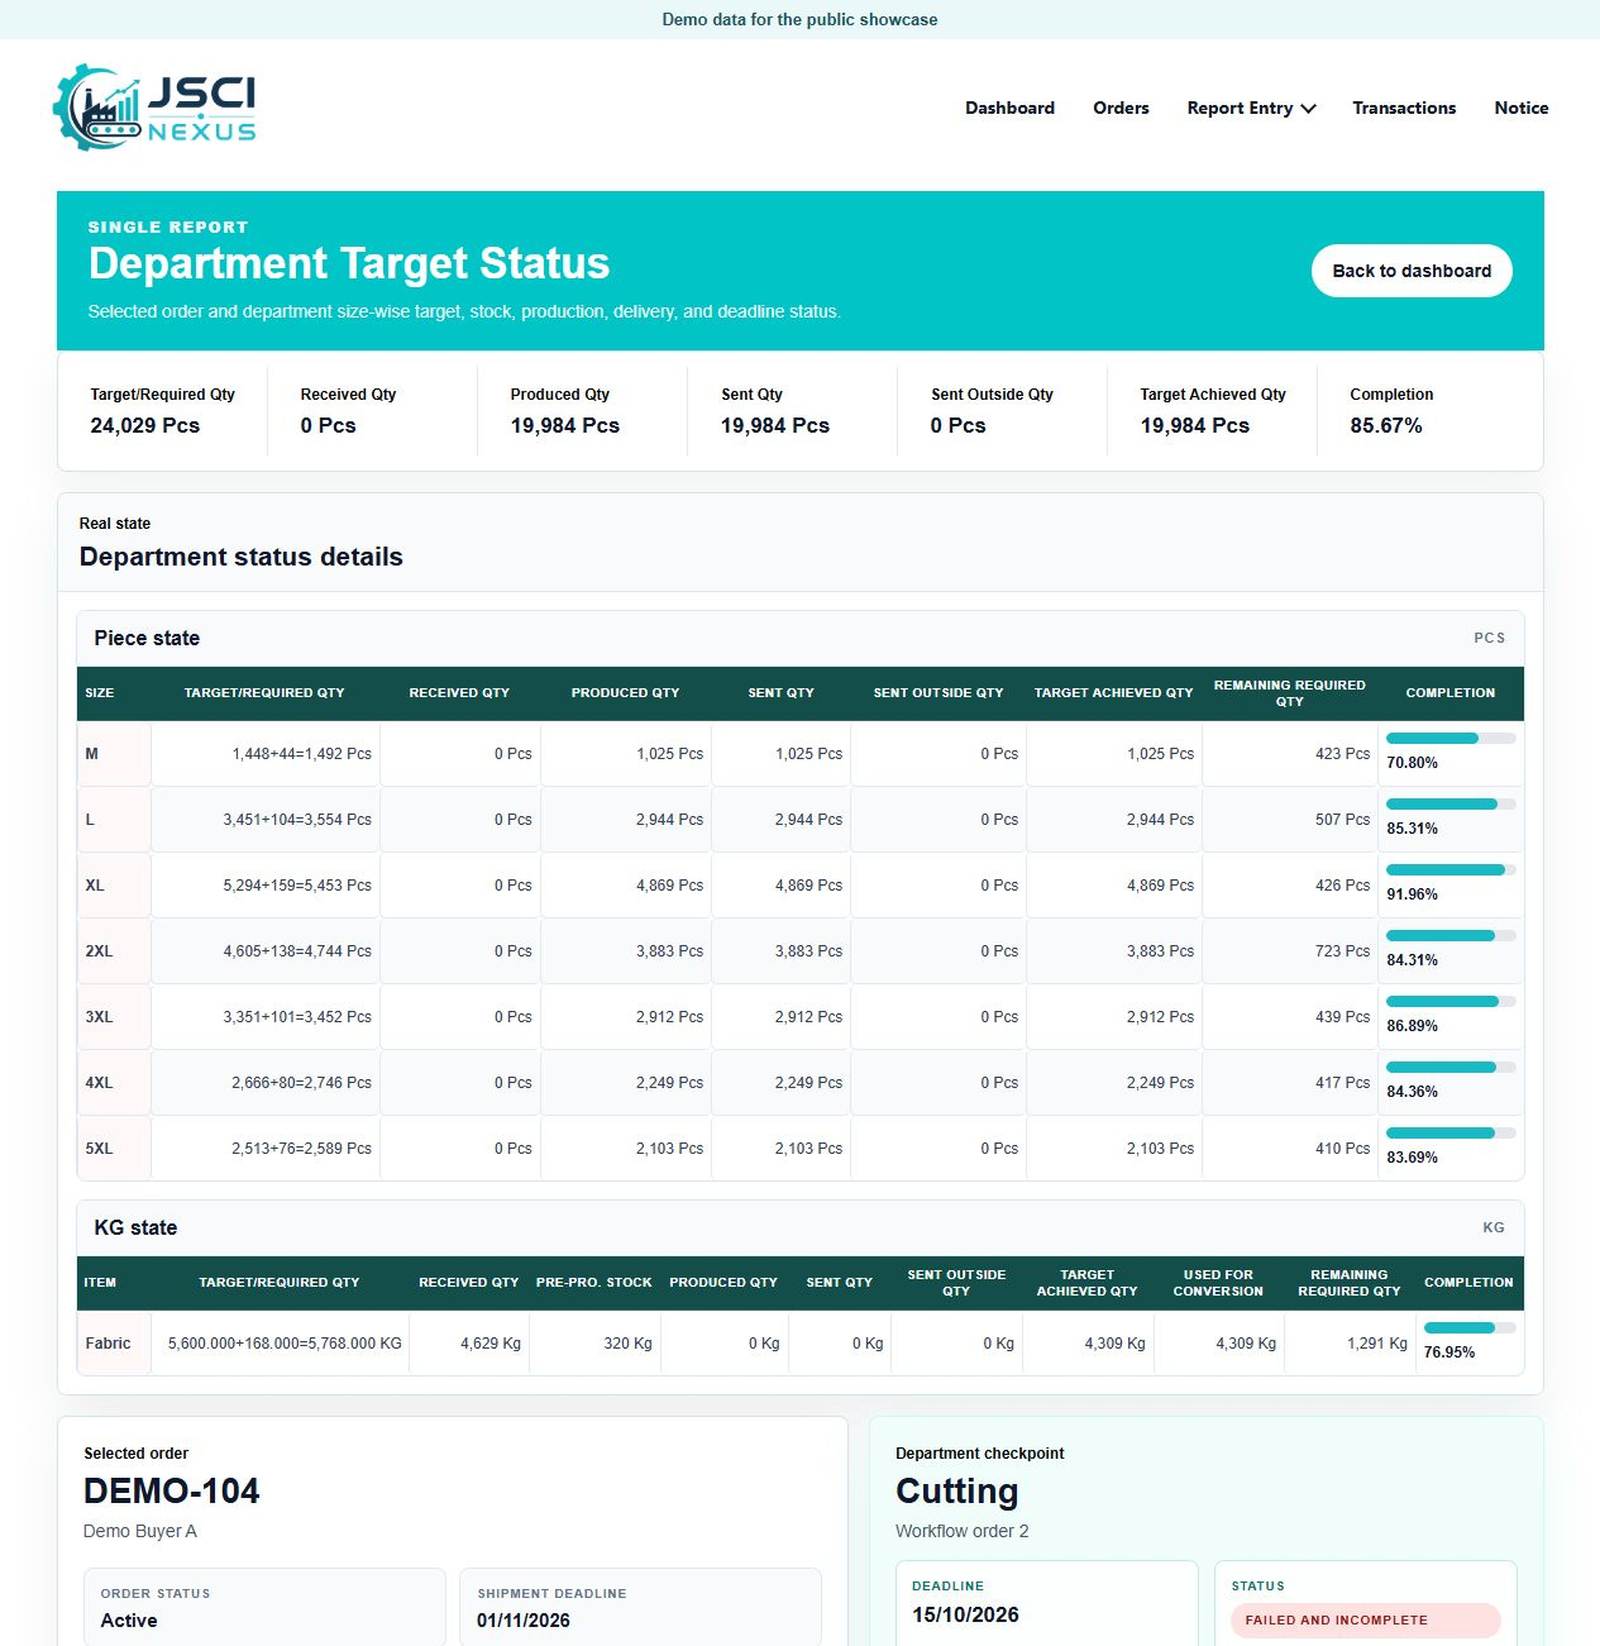 Demo data for the public showcase
JSCI
NEXUS
Dashboard Orders Report Entry Transactions Notice
SINGLE REPORT
Department Target Status
Selected order and department size-wise target, stock, production, delivery, and deadline status.
Back to dashboard
Target/Required Qty Received Qty Produced Qty Sent Qty Sent Outside Qty Target Achieved Qty Completion
24,029 Pcs 0 Pcs 19,984 Pcs 19,984 Pcs 0 Pcs 19,984 Pcs 85.67%
Real state
Department status details
Piece state PCS
SIZE TARGET/REQUIRED QTY RECEIVED QTY PRODUCED QTY SENT QTY SENT OUTSIDE QTY TARGET ACHIEVED QTY REMAINING REQUIRED QTY COMPLETION
M 1,448+44=1,492 Pcs 0 Pcs 1,025 Pcs 1,025 Pcs 0 Pcs 1,025 Pcs 423 Pcs 70.80%
L 3,451+104=3,554 Pcs 0 Pcs 2,944 Pcs 2,944 Pcs 0 Pcs 2,944 Pcs 507 Pcs 85.31%
XL 5,294+159=5,453 Pcs 0 Pcs 4,869 Pcs 4,869 Pcs 0 Pcs 4,869 Pcs 426 Pcs 91.96%
2XL 4,605+138=4,744 Pcs 0 Pcs 3,883 Pcs 3,883 Pcs 0 Pcs 3,883 Pcs 723 Pcs 84.31%
3XL 3,351+101=3,452 Pcs 0 Pcs 2,912 Pcs 2,912 Pcs 0 Pcs 2,912 Pcs 439 Pcs 86.89%
4XL 2,666+80=2,746 Pcs 0 Pcs 2,249 Pcs 2,249 Pcs 0 Pcs 2,249 Pcs 417 Pcs 84.36%
5XL 2,513+76=2,589 Pcs 0 Pcs 2,103 Pcs 2,103 Pcs 0 Pcs 2,103 Pcs 410 Pcs 83.69%
KG state KG
ITEM TARGET/REQUIRED QTY RECEIVED QTY PRE-PRO. STOCK PRODUCED QTY SENT QTY SENT OUTSIDE QTY TARGET ACHIEVED QTY USED FOR CONVERSION REMAINING REQUIRED QTY COMPLETION
Fabric 5,600.000+168.000=5,768.000 KG 4,629 Kg 320 Kg 0 Kg 0 Kg 0 Kg 4,309 Kg 4,309 Kg 1,291 Kg 76.95%
Selected order
DEMO-104
Demo Buyer A
ORDER STATUS
Active
SHIPMENT DEADLINE
01/11/2026
Department checkpoint
Cutting
Workflow order 2
DEADLINE
15/10/2026
STATUS
FAILED AND INCOMPLETE